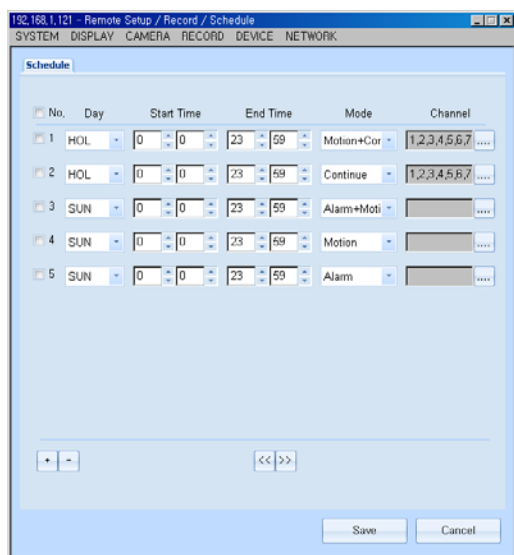 192,168,1,121 - Remote Setup / Record / Schedule
SYSTEM DISPLAY CAMERA RECORD DEVICE NETWORK
Schedule
No, Day Start Time End Time Mode Channel
1 HOL 0 0 23 59 Motion+Cor 1,2,3,4,5,6,7 ....
2 HOL 0 0 23 59 Continue 1,2,3,4,5,6,7 ....
3 SUN 0 0 23 59 Alarm+Moti ....
4 SUN 0 0 23 59 Motion ....
5 SUN 0 0 23 59 Alarm ....
+ - << >>
Save Cancel